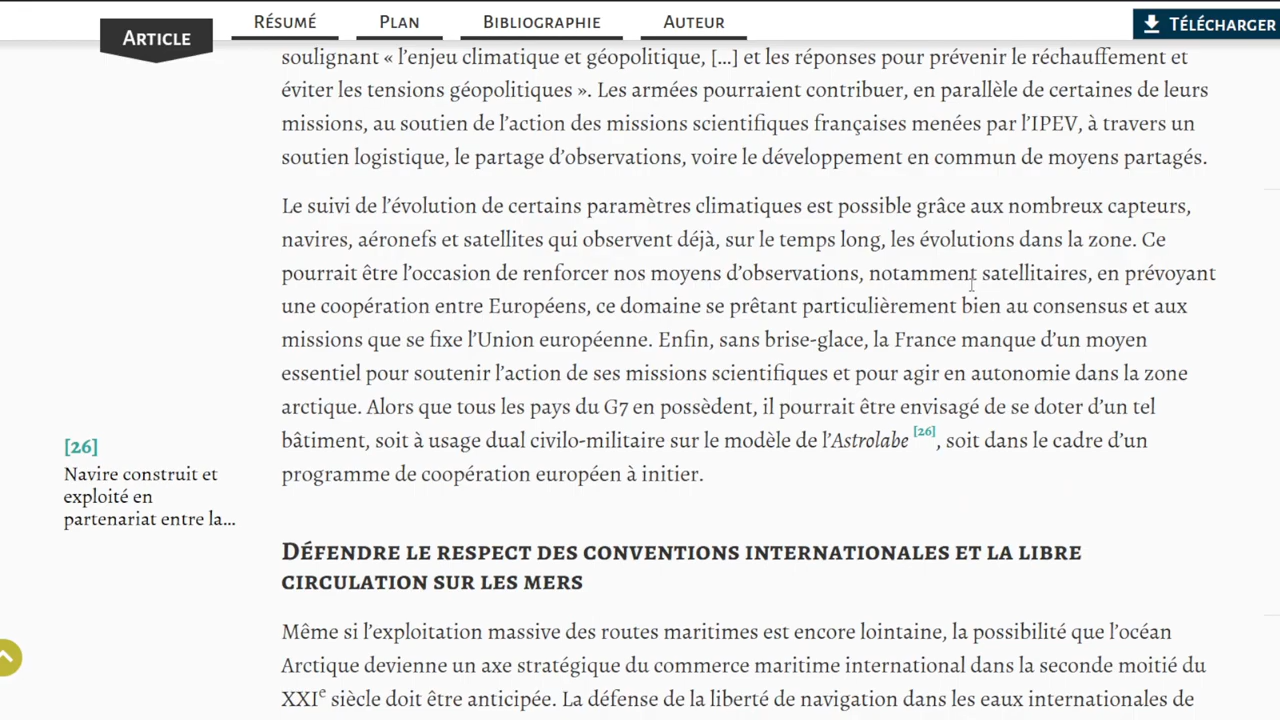 Article
Résumé
Plan
Bibliographie
Auteur
Télécharger
soulignant « l’enjeu climatique et géopolitique, [...] et les réponses pour prévenir le réchauffement et
éviter les tensions géopolitiques ». Les armées pourraient contribuer, en parallèle de certaines de leurs
missions, au soutien de l’action des missions scientifiques françaises menées par l’IPEV, à travers un
soutien logistique, le partage d’observations, voire le développement en commun de moyens partagés.
Le suivi de l’évolution de certains paramètres climatiques est possible grâce aux nombreux capteurs,
navires, aéronefs et satellites qui observent déjà, sur le temps long, les évolutions dans la zone. Ce
pourrait être l’occasion de renforcer nos moyens d’observations, notamment satellitaires, en prévoyant
une coopération entre Européens, ce domaine se prêtant particulièrement bien au consensus et aux
missions que se fixe l’Union européenne. Enfin, sans brise-glace, la France manque d’un moyen
essentiel pour soutenir l’action de ses missions scientifiques et pour agir en autonomie dans la zone
arctique. Alors que tous les pays du G7 en possèdent, il pourrait être envisagé de se doter d’un tel
bâtiment, soit à usage dual civilo-militaire sur le modèle de l’Astrolabe [26], soit dans le cadre d’un
programme de coopération européen à initier.
[26]
Navire construit et
exploité en
partenariat entre la...
Défendre le respect des conventions internationales et la libre
circulation sur les mers
Même si l’exploitation massive des routes maritimes est encore lointaine, la possibilité que l’océan
Arctique devienne un axe stratégique du commerce maritime international dans la seconde moitié du
XXIe siècle doit être anticipée. La défense de la liberté de navigation dans les eaux internationales de